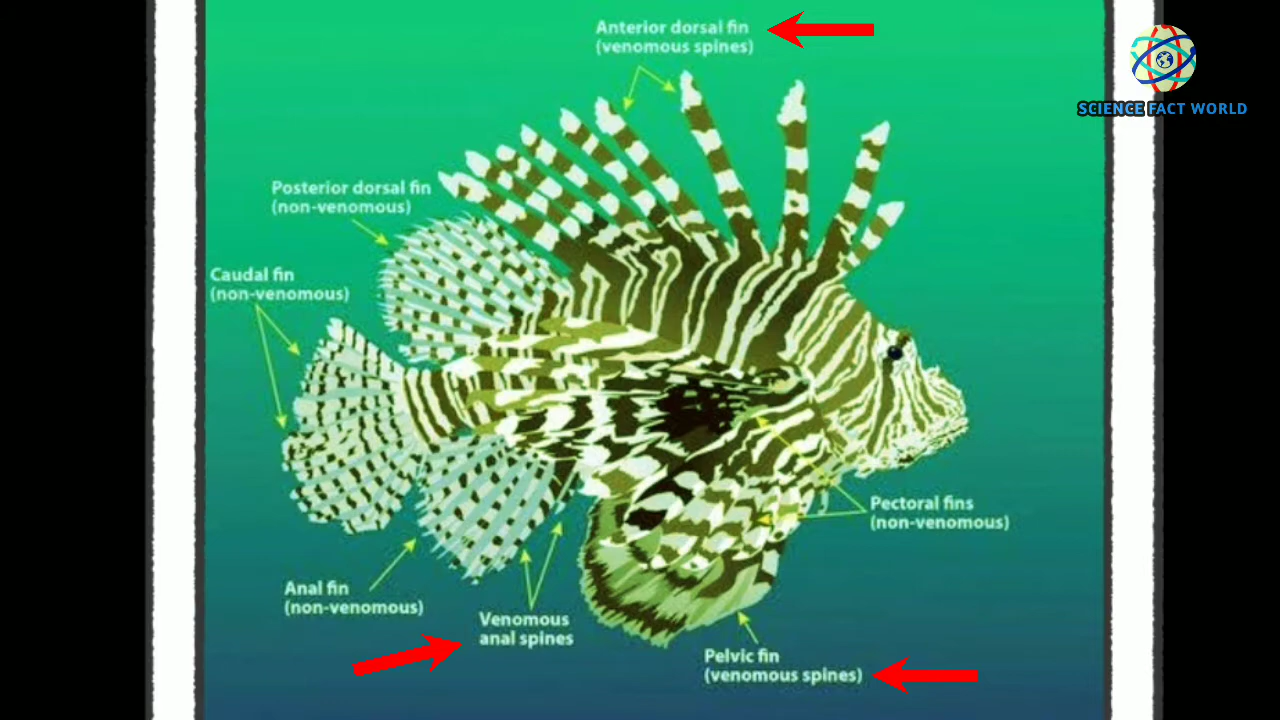 Anterior dorsal fin
(venomous spines)
SCIENCE FACT WORLD
Posterior dorsal fin
(non-venomous)
Caudal fin
(non-venomous)
Pectoral fins
(non-venomous)
Anal fin
(non-venomous)
Venomous
anal spines
Pelvic fin
(venomous spines)